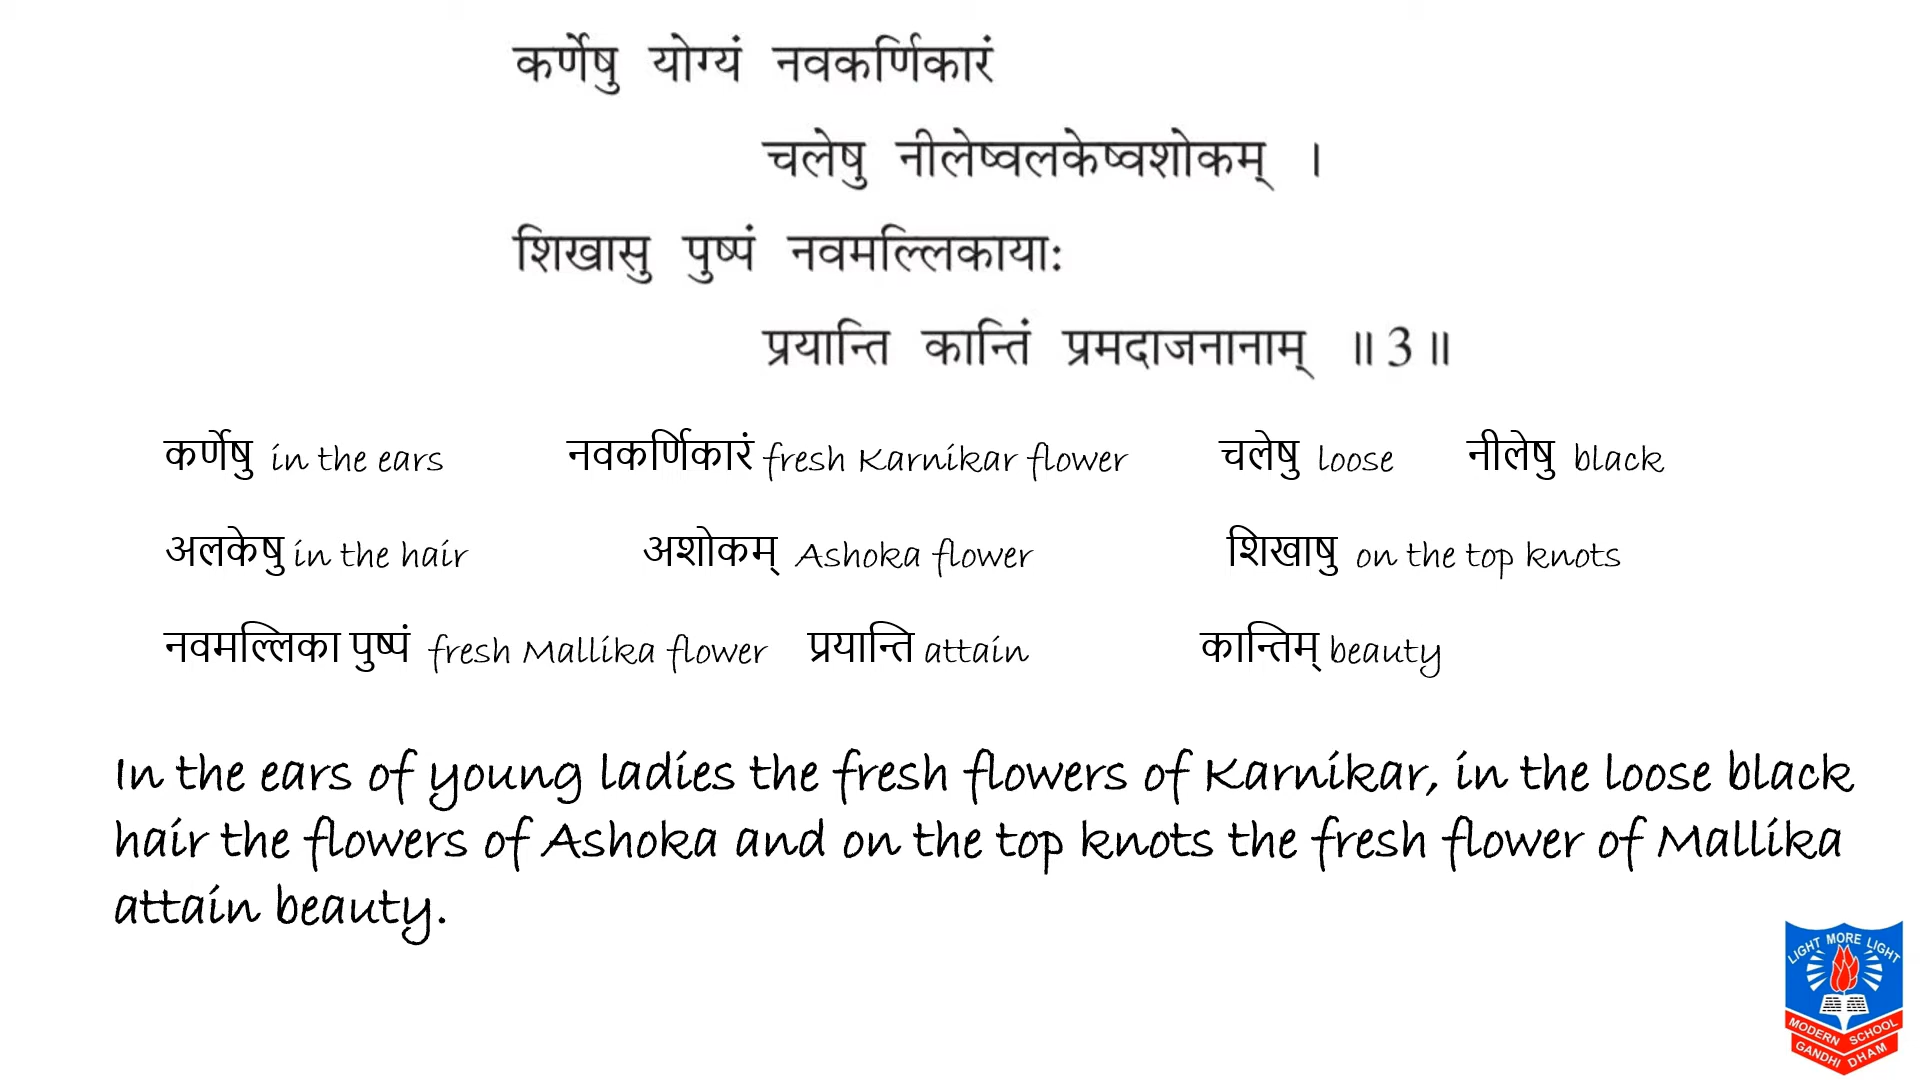 कर्णेषु योग्यं नवकर्णिकारं
चलेषु नीलेष्वलकेष्वशोकम् ।
शिखासु पुष्पं नवमल्लिकायाः
प्रयान्ति कान्तिं प्रमदाजनानाम् ॥3॥
कर्णेषु in the ears नवकर्णिकारं fresh Karnikar flower चलेषु loose नीलेषु black
अलकेषु in the hair अशोकम् Ashoka flower शिखाषु on the top knots
नवमल्लिका पुष्पं fresh Mallika flower प्रयान्ति attain कान्तिम् beauty
In the ears of young ladies the fresh flowers of Karnikar, in the loose black
hair the flowers of Ashoka and on the top knots the fresh flower of Mallika
attain beauty.
LIGHT MORE LIGHT
MODERN SCHOOL
GANDHI DHAM